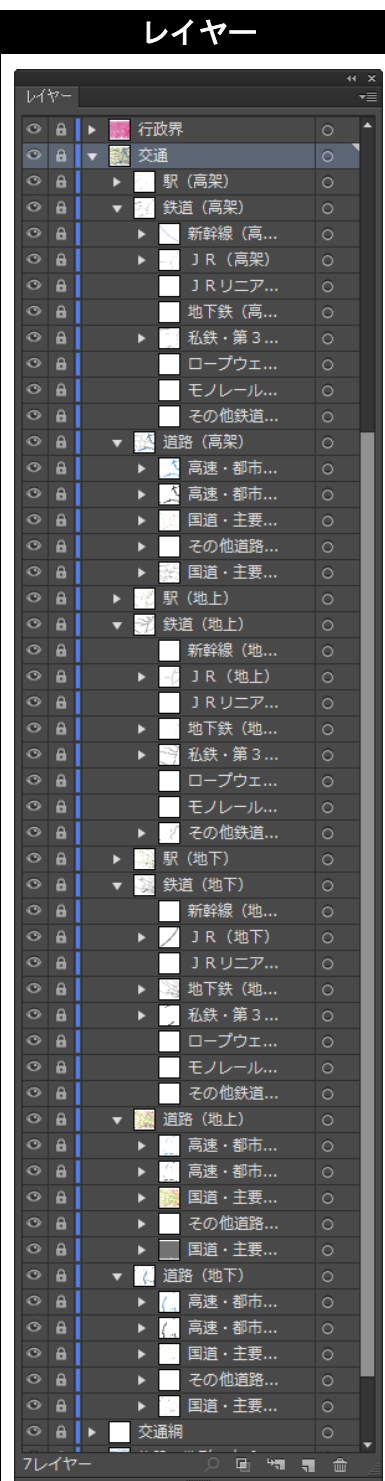 レイヤー
レイヤー
行政界
交通
駅（高架）
鉄道（高架）
新幹線（高...
ＪＲ（高架）
ＪＲリニア...
地下鉄（高...
私鉄・第３...
ロープウェ...
モノレール...
その他鉄道...
道路（高架）
高速・都市...
高速・都市...
国道・主要...
その他道路...
国道・主要...
駅（地上）
鉄道（地上）
新幹線（地...
ＪＲ（地上）
ＪＲリニア...
地下鉄（地...
私鉄・第３...
ロープウェ...
モノレール...
その他鉄道...
駅（地下）
鉄道（地下）
新幹線（地...
ＪＲ（地下）
ＪＲリニア...
地下鉄（地...
私鉄・第３...
ロープウェ...
モノレール...
その他鉄道...
道路（地上）
高速・都市...
高速・都市...
国道・主要...
その他道路...
国道・主要...
道路（地下）
高速・都市...
高速・都市...
国道・主要...
その他道路...
国道・主要...
交通網
7レイヤー